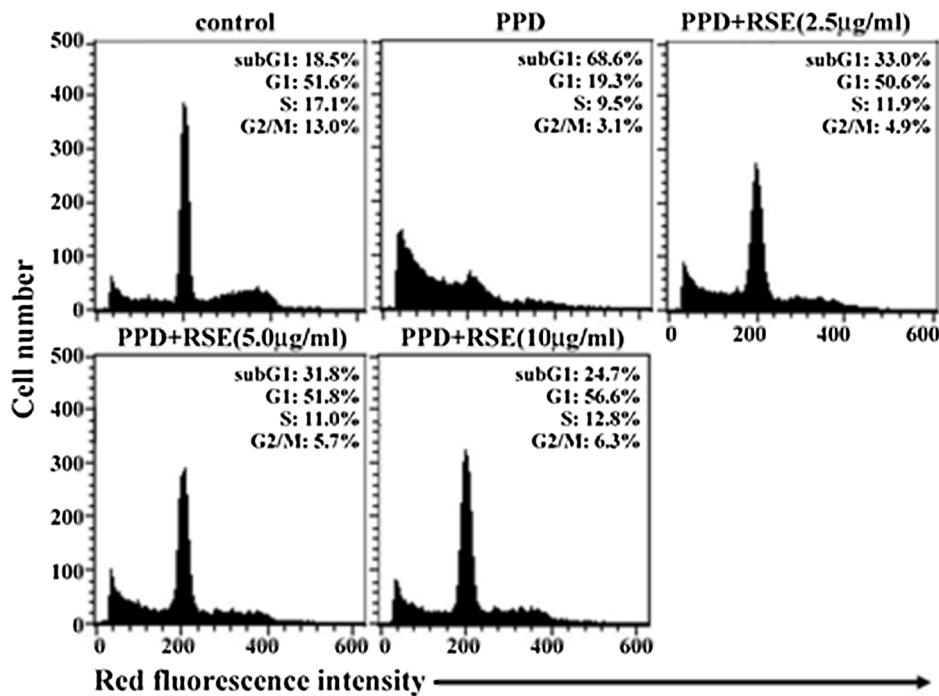 control
PPD
PPD+RSE(2.5μg/ml)
500
400
300
200
100
0
subG1: 18.5%
G1: 51.6%
S: 17.1%
G2/M: 13.0%
subG1: 68.6%
G1: 19.3%
S: 9.5%
G2/M: 3.1%
subG1: 33.0%
G1: 50.6%
S: 11.9%
G2/M: 4.9%
0 200 400 600
Cell number
PPD+RSE(5.0μg/ml)
PPD+RSE(10μg/ml)
500
400
300
200
100
0
subG1: 31.8%
G1: 51.8%
S: 11.0%
G2/M: 5.7%
subG1: 24.7%
G1: 56.6%
S: 12.8%
G2/M: 6.3%
0 200 400 600
0 200 400 600
Red fluorescence intensity